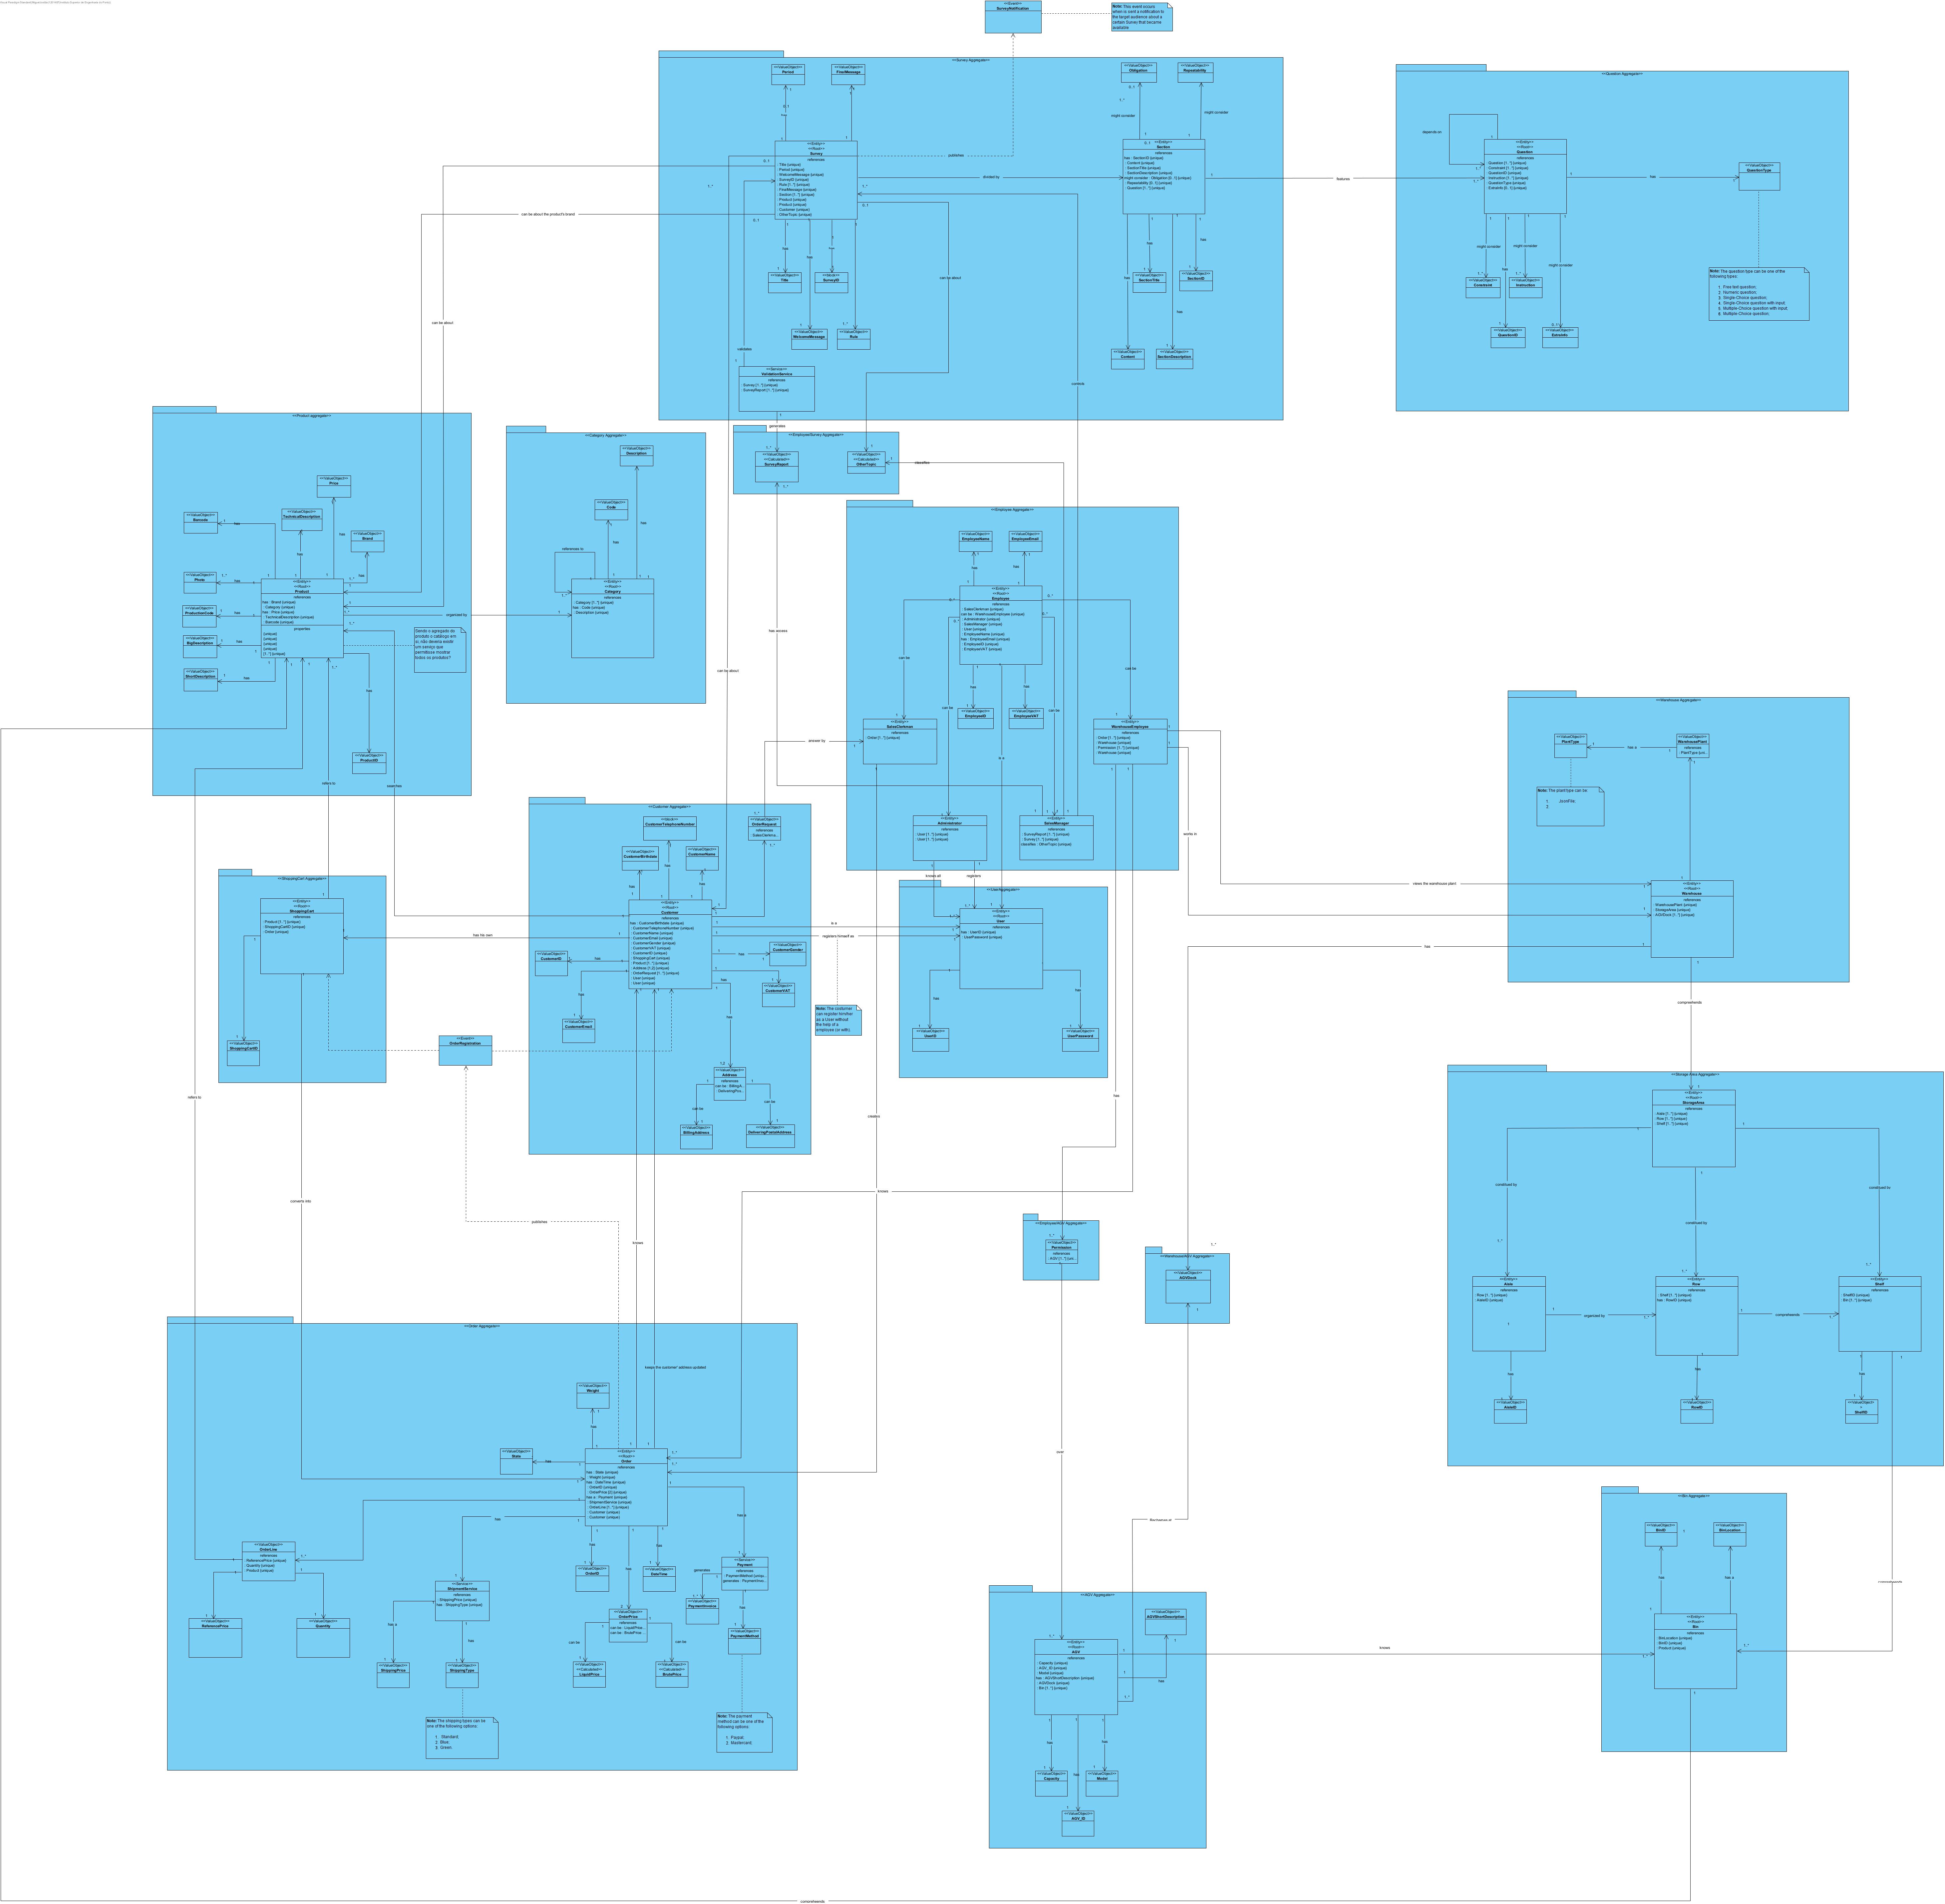 <<Event>>
SurveyNotification
Note: This event occurs
when is sent a notification to
the target audience about a
certain Survey that became
available
<<Survey Aggregate>>
<<ValueObject>>
Period
<<ValueObject>>
FinalMessage
<<ValueObject>>
Obligation
<<ValueObject>>
Repeatability
might consider
might consider
<<Entity>>
<<Root>>
Survey
references
- Title {unique}
- Period {unique}
- WelcomeMessage {unique}
- SurveyID {unique}
- Rule [1..*] {unique}
- FinalMessage {unique}
- Section [1..*] {unique}
- Product {unique}
- Product {unique}
- Customer {unique}
- OtherTopic {unique}
published
divided by
<<Entity>>
Section
references
has : SectionID {unique}
- Content {unique}
- SectionTitle {unique}
- SectionDescription {unique}
might consider : Obligation [0..1] {unique}
- Repeatability [0..1] {unique}
- Question [1..*] {unique}
features
can be about the product's brand
can be about
has
has
has
<<ValueObject>>
Title
SurveyID
<<ValueObject>>
WelcomeMessage
<<ValueObject>>
Rule
<<ValueObject>>
SectionTitle
<<ValueObject>>
SectionID
<<ValueObject>>
Content
<<ValueObject>>
SectionDescription
validates
<<Service>>
ValidationService
references
- Survey [1..*] {unique}
- SurveyReport [1..*] {unique}
generates
controls
<<Question Aggregate>>
depends on
<<Entity>>
<<Root>>
Question
references
- Question [1..*] {unique}
- Constraint [1..*] {unique}
- QuestionID {unique}
- Instruction [1..*] {unique}
- QuestionType {unique}
- ExtraInfo [0..1] {unique}
has
<<ValueObject>>
QuestionType
might consider
might consider
might consider
<<ValueObject>>
Constraint
<<ValueObject>>
Instruction
<<ValueObject>>
QuestionID
<<ValueObject>>
ExtraInfo
Note: The question type can be one of the
following types:
1. Free text question;
2. Numeric question;
3. Single-Choice question;
4. Single-Choice question with input;
5. Multiple-Choice question with input;
6. Multiple-Choice question.
<<EmployeeSurvey Aggregate>>
<<ValueObject>>
<<Calculated>>
SurveyReport
<<ValueObject>>
<<Calculated>>
OtherTopic
classifies
has access
<<Product aggregate>>
<<ValueObject>>
Price
<<ValueObject>>
Barcode
<<ValueObject>>
TechnicalDescription
<<ValueObject>>
Brand
<<ValueObject>>
Photo
<<ValueObject>>
ProductionCode
<<ValueObject>>
BigDescription
<<ValueObject>>
ShortDescription
<<Entity>>
<<Root>>
Product
references
has : Brand {unique}
- Category {unique}
has : Price {unique}
- TechnicalDescription {unique}
- Barcode {unique}
properties
{unique}
{unique}
{unique}
{unique}
[1..*] {unique}
<<ValueObject>>
ProductID
Sendo o agregado do
produto o catálogo em
si, não deveria existir
um serviço que
permitisse mostrar
todos os produtos?
organized by
can be about
searches
refers to
<<Category Aggregate>>
<<ValueObject>>
Description
<<ValueObject>>
Code
references to
<<Entity>>
<<Root>>
Category
references
- Category [1..*] {unique}
has : Code {unique}
- Description {unique}
<<Employee Aggregate>>
<<ValueObject>>
EmployeeName
<<ValueObject>>
EmployeeEmail
<<Entity>>
<<Root>>
Employee
references
- SalesClerkman {unique}
can be : WarehouseEmployee {unique}
- Administrator {unique}
- SalesManager {unique}
- User {unique}
- EmployeeName {unique}
has : EmployeeEmail {unique}
- EmployeeID {unique}
- EmployeeVAT {unique}
can be
can be
can be
can be
is a
<<ValueObject>>
EmployeeID
<<ValueObject>>
EmployeeVAT
<<Entity>>
SalesClerkman
references
- Order [1..*] {unique}
<<Entity>>
WarehouseEmployee
references
- Order [1..*] {unique}
- Warehouse {unique}
- Permission [1..*] {unique}
- Warehouse {unique}
answer by
<<Entity>>
Administrator
references
- User [1..*] {unique}
- User [1..*] {unique}
<<Entity>>
SalesManager
references
- SurveyReport [1..*] {unique}
- Survey [1..*] {unique}
classifies : OtherTopic {unique}
knows all
registers
<<UserAggregate>>
<<Entity>>
<<Root>>
User
references
has : UserID {unique}
- UserPassword {unique}
<<ValueObject>>
UserID
<<ValueObject>>
UserPassword
<<Customer Aggregate>>
CustomerTelephoneNumber
<<ValueObject>>
OrderRequest
references
- SalesClerkma...
<<ValueObject>>
CustomerBirthdate
<<ValueObject>>
CustomerName
<<Entity>>
<<Root>>
Customer
references
has : CustomerBirthdate {unique}
- CustomerTelephoneNumber {unique}
- CustomerName {unique}
- CustomerEmail {unique}
- CustomerGender {unique}
- CustomerVAT {unique}
- CustomerID {unique}
- ShoppingCart {unique}
- Product [1..*] {unique}
- Address [1,2] {unique}
- OrderRequest [1..*] {unique}
- User {unique}
- User {unique}
is a
registers himself as
<<ValueObject>>
CustomerID
<<ValueObject>>
CustomerEmail
<<ValueObject>>
CustomerGender
<<ValueObject>>
CustomerVAT
Note: The costumer
can register him/her
as a User without
the help of a
employee (or with).
<<ValueObject>>
Address
references
can be : BillingA...
- DeliveringPos...
can be
can be
<<ValueObject>>
BillingAddress
<<ValueObject>>
DeliveringPostalAddress
<<ShoppingCart Aggregate>>
<<Entity>>
<<Root>>
ShoppingCart
references
- Product [1..*] {unique}
- ShoppingCartID {unique}
- Order {unique}
has his own
<<ValueObject>>
ShoppingCartID
<<Event>>
OrderRegistration
refers to
converts into
publishes
knows
creates
knows
keeps the customer' address updated
<<Warehouse Aggregate>>
<<ValueObject>>
PlantType
has a
<<ValueObject>>
WarehousePlant
references
- PlantType {uni...
Note: The plant type can be:
1. JsonFile;
2.
views the warehouse plant
works in
<<Entity>>
<<Root>>
Warehouse
references
- WarehousePlant {unique}
- StorageArea {unique}
- AGVDock [1..*] {unique}
has
comprehends
<<Storage Area Aggregate>>
<<Entity>>
<<Root>>
StorageArea
references
- Aisle [1..*] {unique}
- Row [1..*] {unique}
- Shelf [1..*] {unique}
constitued by
constitued by
constitued by
<<Entity>>
Aisle
references
- Row [1..*] {unique}
- AisleID {unique}
organized by
<<Entity>>
Row
references
- Shelf [1..*] {unique}
has : RowID {unique}
comprehends
<<Entity>>
Shelf
references
- ShelfID {unique}
- Bin [1..*] {unique}
<<ValueObject>>
AisleID
<<ValueObject>>
RowID
<<ValueObject>>
ShelfID
<<EmployeeAGV Aggregate>>
<<ValueObject>>
Permission
references
- AGV [1..*] {uni...
<<WarehouseAGV Aggregate>>
<<ValueObject>>
AGVDock
over
<<Order Aggregate>>
<<ValueObject>>
Weight
<<ValueObject>>
State
<<Entity>>
<<Root>>
Order
references
has : State {unique}
- Weight {unique}
has : DateTime {unique}
- OrderID {unique}
- OrderPrice [2] {unique}
has a : Payment {unique}
- ShipmentService {unique}
- OrderLine [1..*] {unique}
- Customer {unique}
- Customer {unique}
<<ValueObject>>
OrderLine
references
- ReferencePrice {unique}
- Quantity {unique}
- Product {unique}
<<ValueObject>>
ReferencePrice
<<ValueObject>>
Quantity
<<Service>>
ShipmentService
references
- ShippingPrice {unique}
has : ShippingType {unique}
<<ValueObject>>
ShippingPrice
<<ValueObject>>
ShippingType
Note: The shipping types can be
one of the following options:
1. Standard;
2. Blue;
3. Green.
<<ValueObject>>
OrderID
<<ValueObject>>
DateTime
<<ValueObject>>
OrderPrice
references
can be : LiquidPrice...
can be : BrutePrice ...
can be
can be
<<ValueObject>>
<<Calculated>>
LiquidPrice
<<ValueObject>>
<<Calculated>>
BrutePrice
<<Service>>
Payment
references
- PaymentMethod {uniqu...
generates : PaymentInvoi...
generates
<<ValueObject>>
PaymentInvoice
<<ValueObject>>
PaymentMethod
Note: The payment
method can be one of the
following options:
1. Paypal;
2. Mastercard.
<<AGV Aggregate>>
<<ValueObject>>
AGVShortDescription
<<Entity>>
<<Root>>
AGV
references
- Capacity {unique}
- AGV_ID {unique}
- Model {unique}
has : AGVShortDescription {unique}
- AGVDock {unique}
- Bin [1..*] {unique}
knows
<<ValueObject>>
Capacity
<<ValueObject>>
Model
<<ValueObject>>
AGV_ID
<<Bin Aggregate>>
<<ValueObject>>
BinID
<<ValueObject>>
BinLocation
has
has a
<<Entity>>
<<Root>>
Bin
references
- BinLocation {unique}
- BinID {unique}
- Product {unique}
comprehends